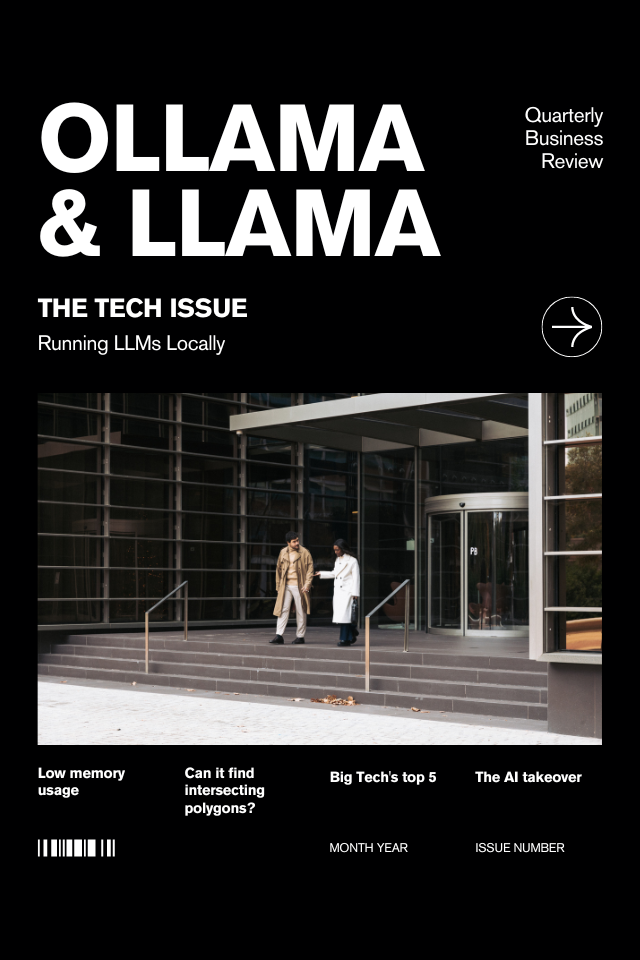 OLLAMA
& LLAMA
Quarterly
Business
Review
THE TECH ISSUE
Running LLMs Locally
P8
Low memory
usage
Can it find
intersecting
polygons?
Big Tech's top 5
The AI takeover
MONTH YEAR
ISSUE NUMBER